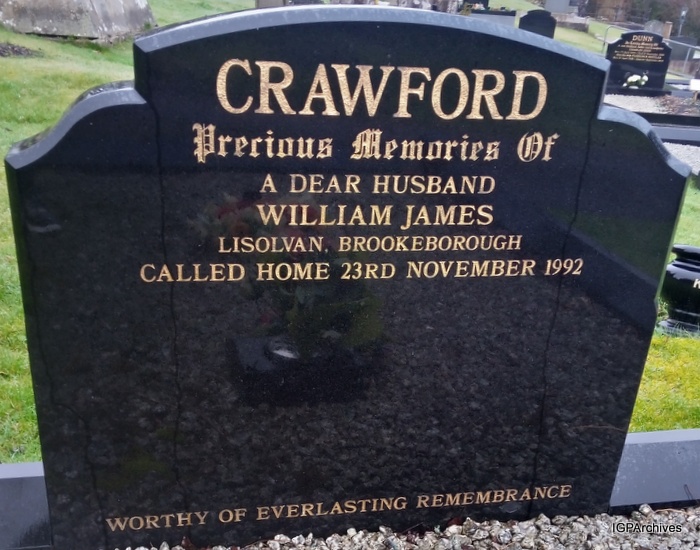 CRAWFORD
Precious Memories Of
A DEAR HUSBAND
WILLIAM JAMES
LISOLVAN, BROOKEBOROUGH
CALLED HOME 23RD NOVEMBER 1992
WORTHY OF EVERLASTING REMEMBRANCE
DUNN
IGPArchives